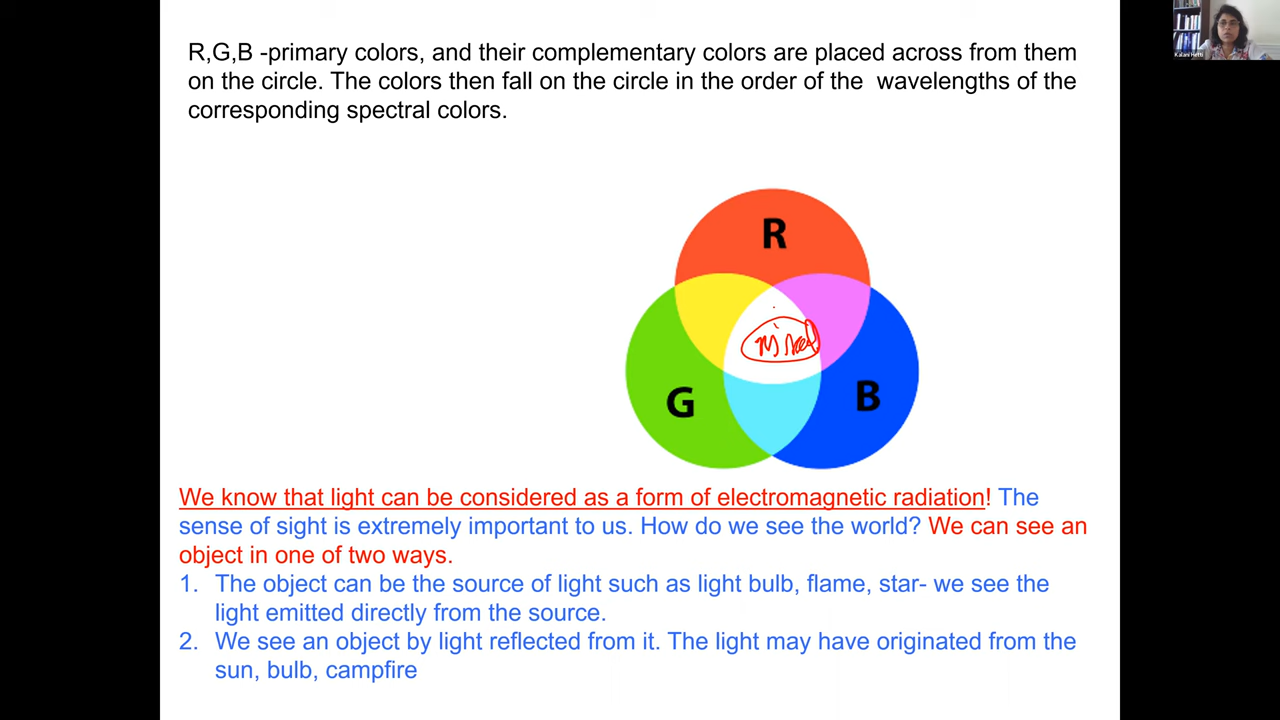 R,G,B -primary colors, and their complementary colors are placed across from them
on the circle. The colors then fall on the circle in the order of the  wavelengths of the
corresponding spectral colors.
R
G
B
We know that light can be considered as a form of electromagnetic radiation! The
sense of sight is extremely important to us. How do we see the world? We can see an
object in one of two ways.
1. The object can be the source of light such as light bulb, flame, star- we see the
light emitted directly from the source.
2. We see an object by light reflected from it. The light may have originated from the
sun, bulb, campfire
Kalani Hetti